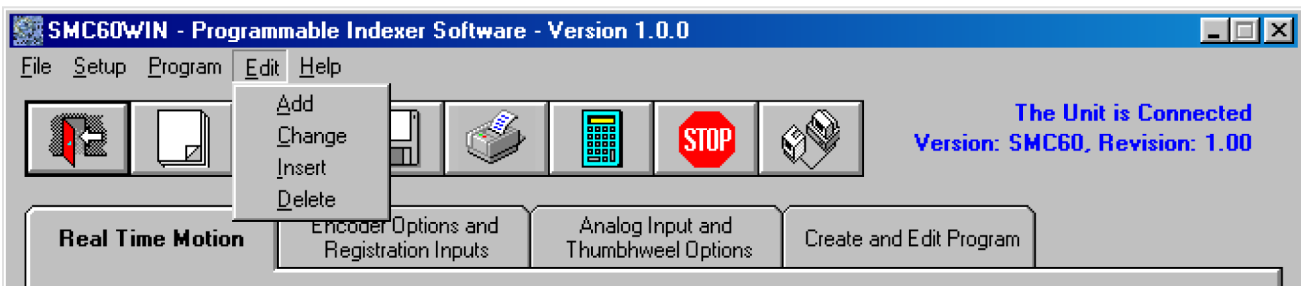 SMC60WIN - Programmable Indexer Software - Version 1.0.0
File Setup Program Edit Help
Add
Change
Insert
Delete
STOP
The Unit is Connected
Version: SMC60, Revision: 1.00
Real Time Motion
Encoder Options and
Registration Inputs
Analog Input and
Thumbhweel Options
Create and Edit Program